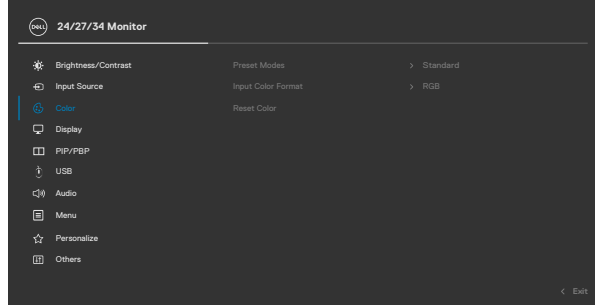 DELL 24/27/34 Monitor
Brightness/Contrast Preset Modes > Standard
Input Source Input Color Format > RGB
Color Reset Color
Display
PIP/PBP
USB
Audio
Menu
Personalize
Others
< Exit